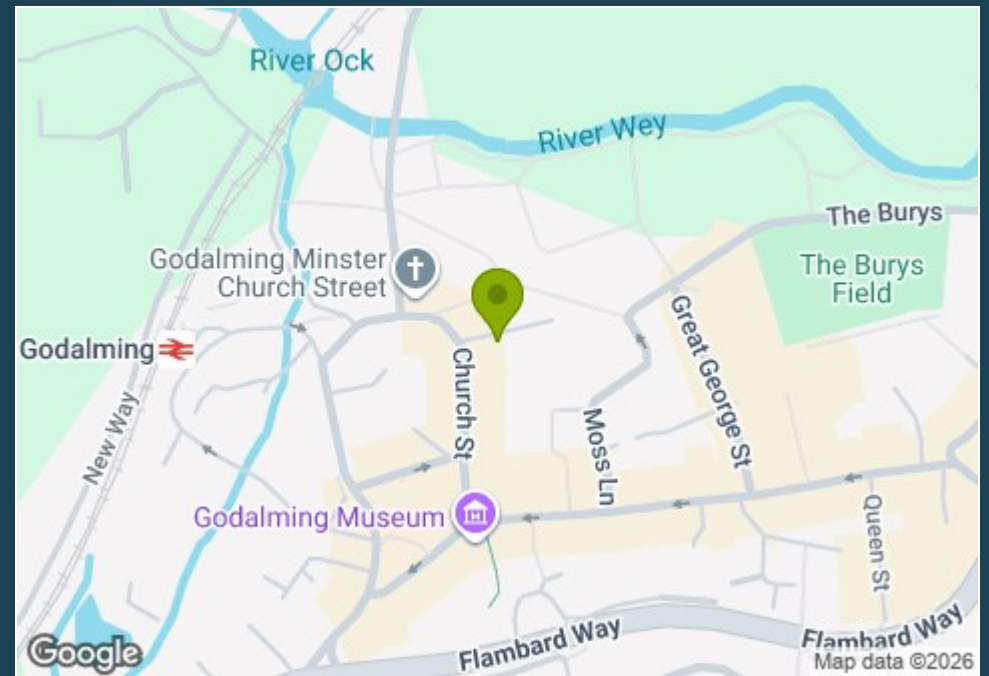 River Ock
River Wey
The Burys
Godalming Minster
Church Street
The Burys
Field
Godalming
Great George St
Church St
New Way
Moss Ln
Godalming Museum
Queen St
Flambard Way
Flambard Way
Google
Map data ©2026